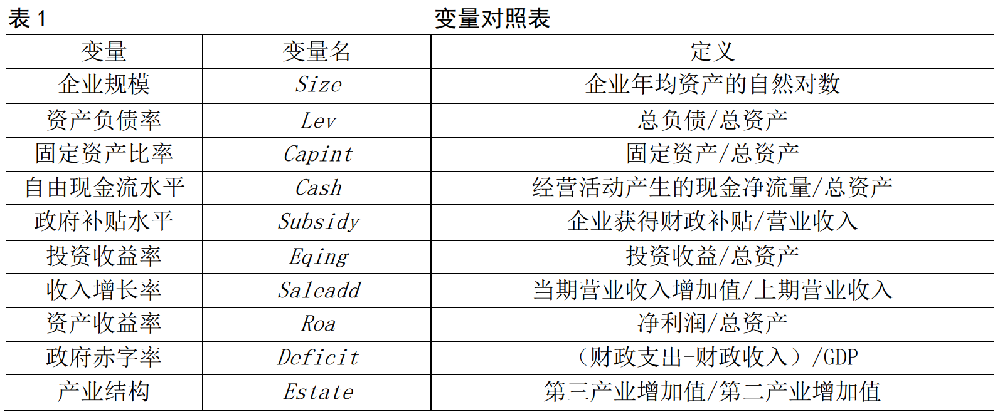 表1 变量对照表
变量 变量名 定义
企业规模 Size 企业年均资产的自然对数
资产负债率 Lev 总负债/总资产
固定资产比率 Capint 固定资产/总资产
自由现金流水平 Cash 经营活动产生的现金净流量/总资产
政府补贴水平 Subsidy 企业获得财政补贴/营业收入
投资收益率 Eqing 投资收益/总资产
收入增长率 Saleadd 当期营业收入增加值/上期营业收入
资产收益率 Roa 净利润/总资产
政府赤字率 Deficit （财政支出-财政收入）/GDP
产业结构 Estate 第三产业增加值/第二产业增加值